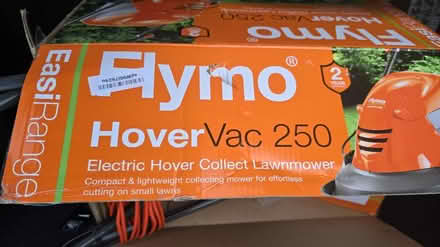 HoverVac 250
Flymo
EasiRange
Flymo®
2
HoverVac 250
Electric Hover Collect Lawnmower
Compact & lightweight collecting mower for effortless
cutting on small lawns
Flymo